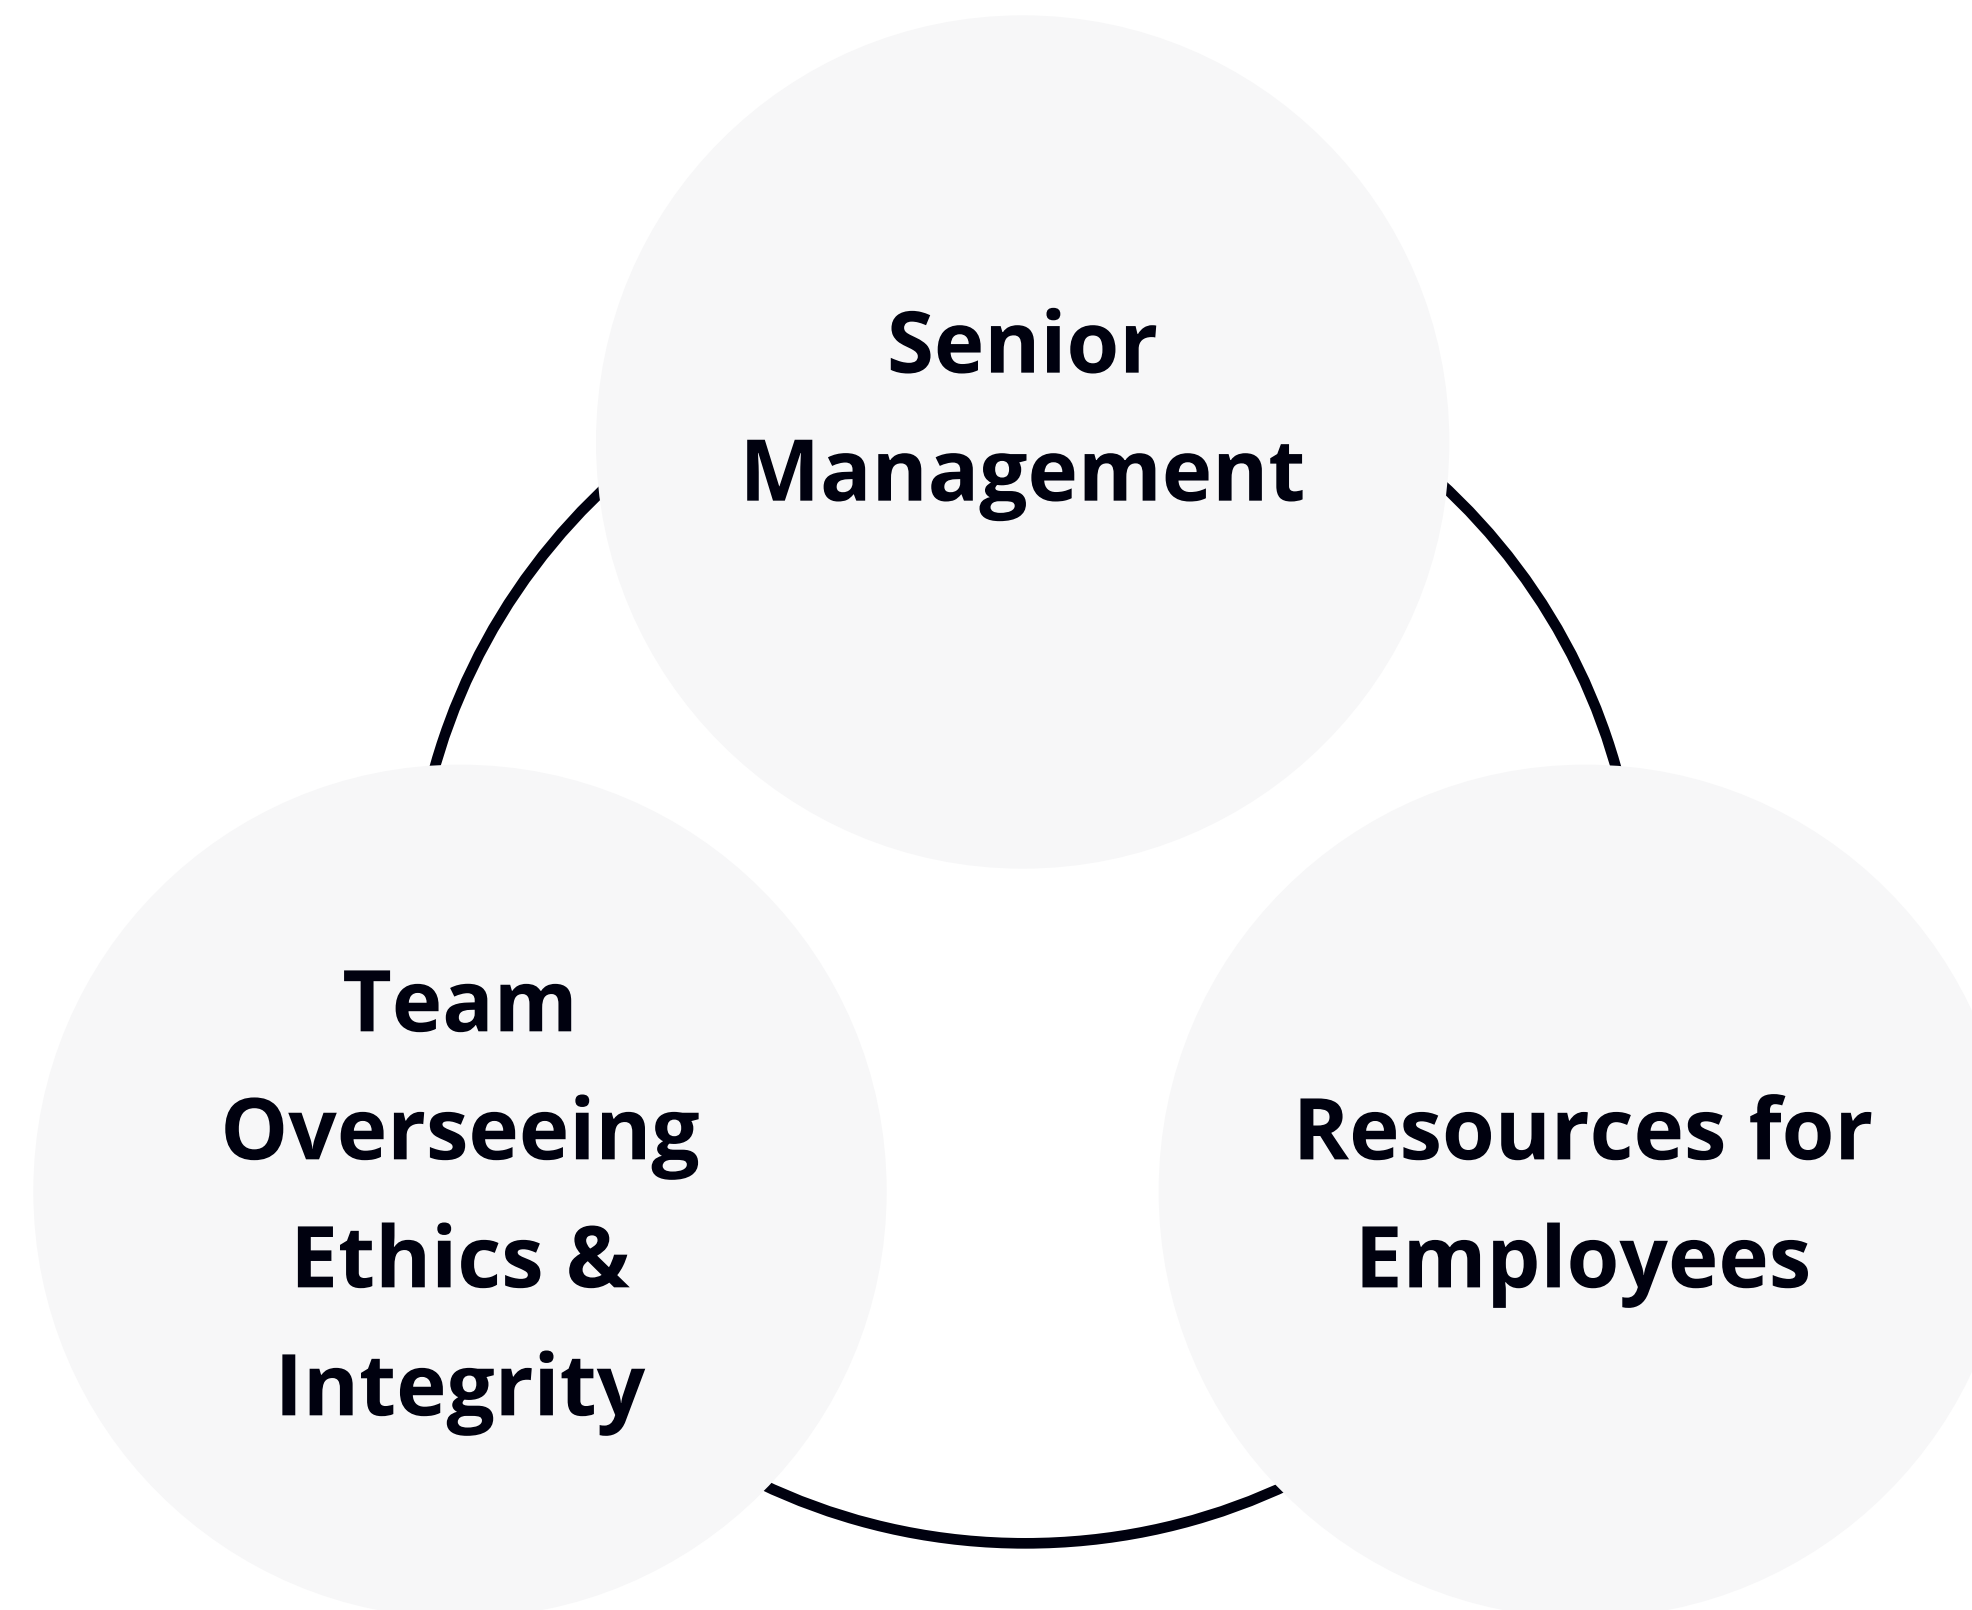 Senior
Management
Team
Overseeing
Ethics &
Integrity
Resources for
Employees